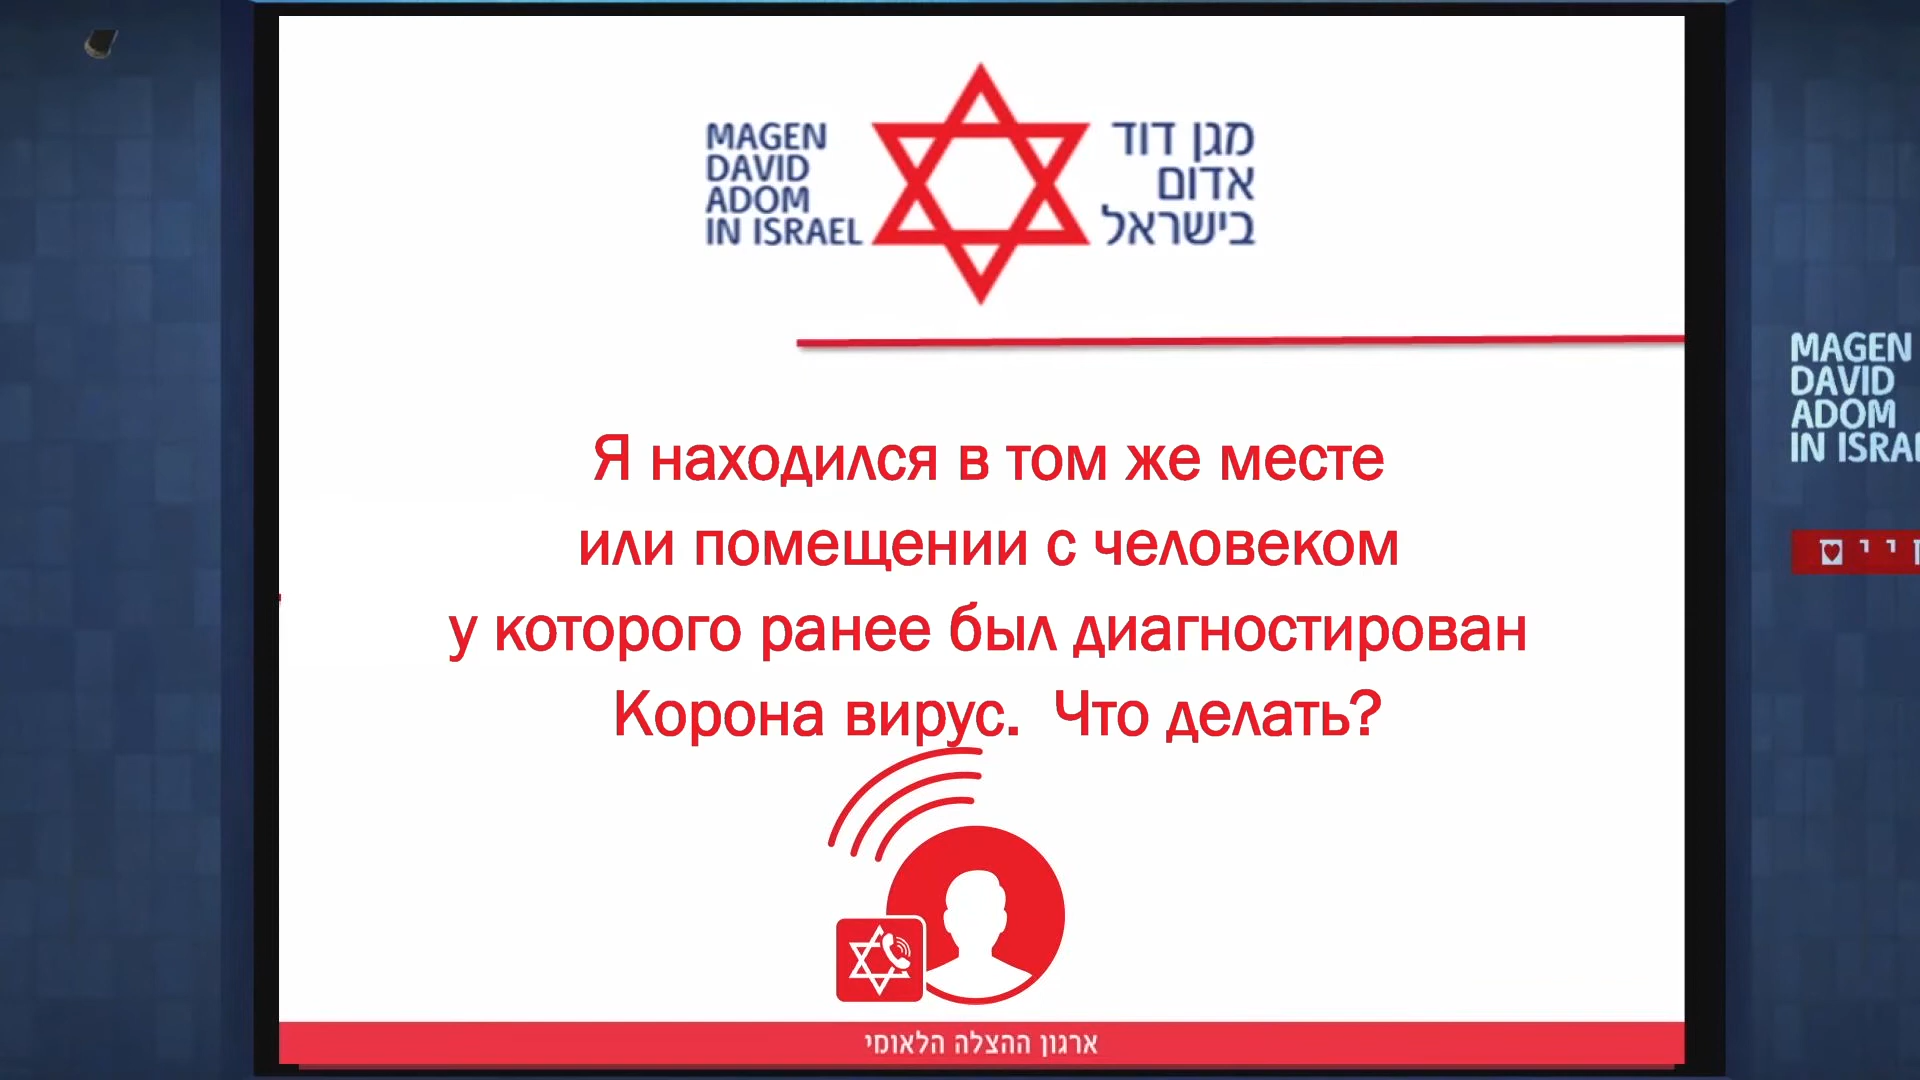 MAGEN
DAVID
ADOM
IN ISRAEL
מגן דוד
אדום
בישראל
Я находился в том же месте
или помещении с человеком
у которого ранее был диагностирован
Корона вирус. Что делать?
ארגון ההצלה הלאומי
MAGEN
DAVID
ADOM